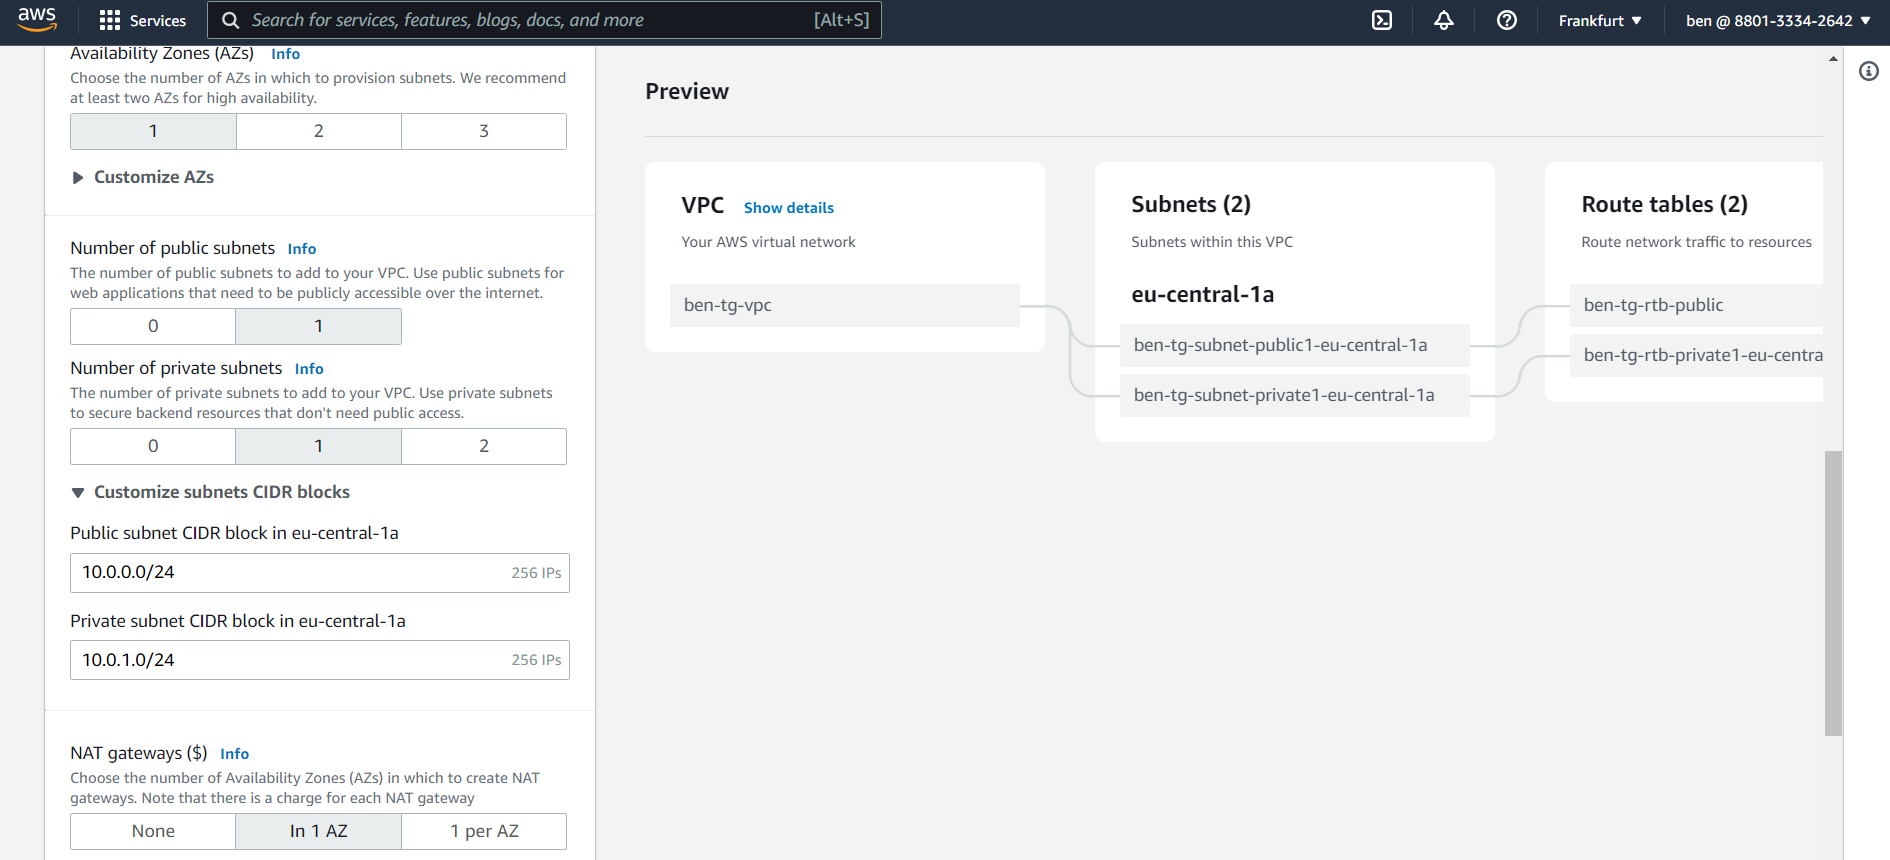 aws
Services
Search for services, features, blogs, docs, and more
[Alt+S]
Frankfurt
ben @ 8801-3334-2642
Availability Zones (AZs) Info
Choose the number of AZs in which to provision subnets. We recommend
at least two AZs for high availability.
1 2 3
Customize AZs
Number of public subnets Info
The number of public subnets to add to your VPC. Use public subnets for
web applications that need to be publicly accessible over the internet.
0 1
Number of private subnets Info
The number of private subnets to add to your VPC. Use private subnets
to secure backend resources that don't need public access.
0 1 2
Customize subnets CIDR blocks
Public subnet CIDR block in eu-central-1a
10.0.0.0/24 256 IPs
Private subnet CIDR block in eu-central-1a
10.0.1.0/24 256 IPs
NAT gateways ($) Info
Choose the number of Availability Zones (AZs) in which to create NAT
gateways. Note that there is a charge for each NAT gateway
None In 1 AZ 1 per AZ
Preview
VPC Show details
Your AWS virtual network
ben-tg-vpc
Subnets (2)
Subnets within this VPC
eu-central-1a
ben-tg-subnet-public1-eu-central-1a
ben-tg-subnet-private1-eu-central-1a
Route tables (2)
Route network traffic to resources
ben-tg-rtb-public
ben-tg-rtb-private1-eu-centra